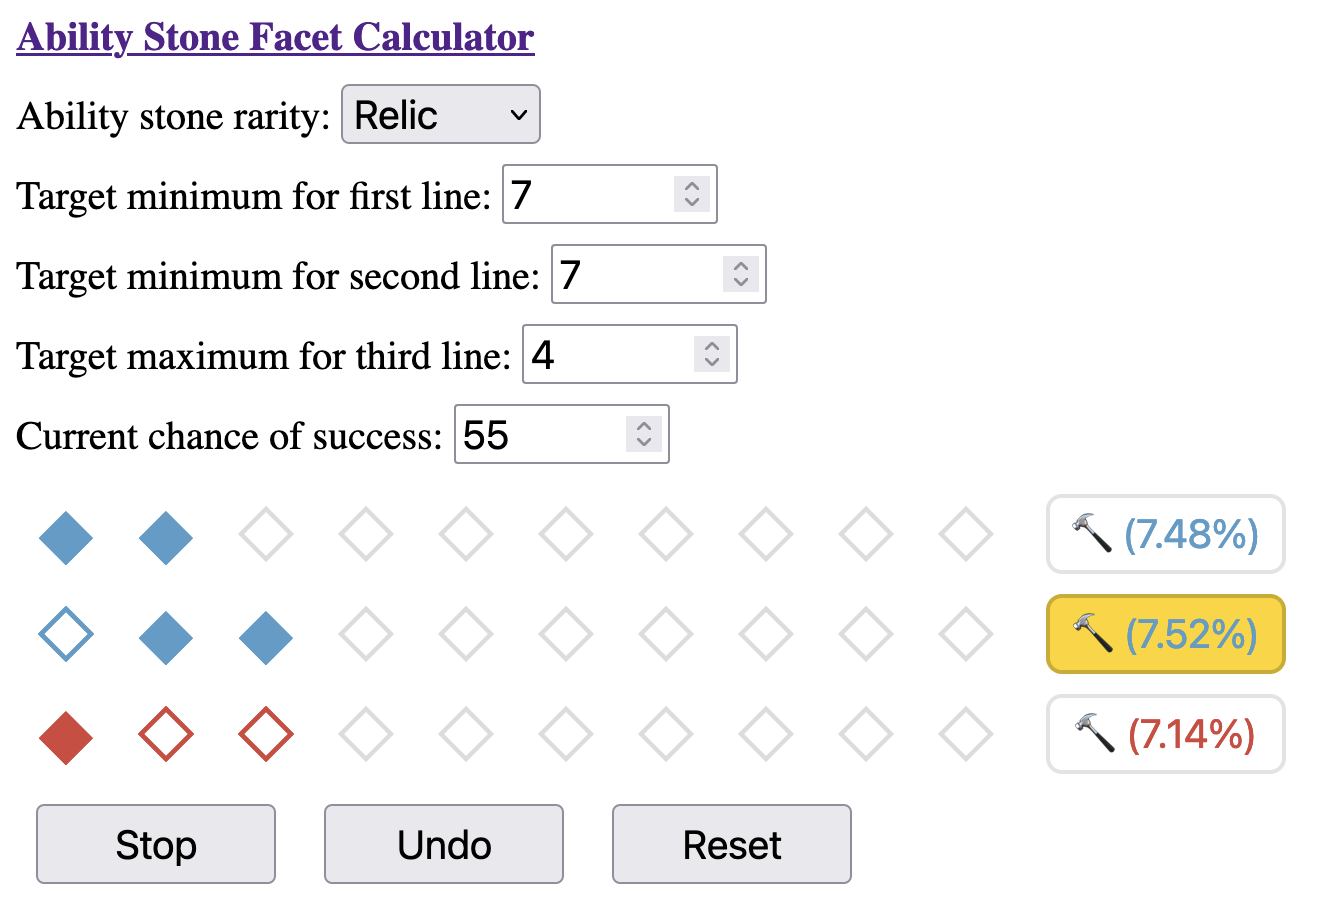 Ability Stone Facet Calculator
Ability stone rarity: Relic
Target minimum for first line: 7
Target minimum for second line: 7
Target maximum for third line: 4
Current chance of success: 55
(7.48%)
(7.52%)
(7.14%)
Stop Undo Reset